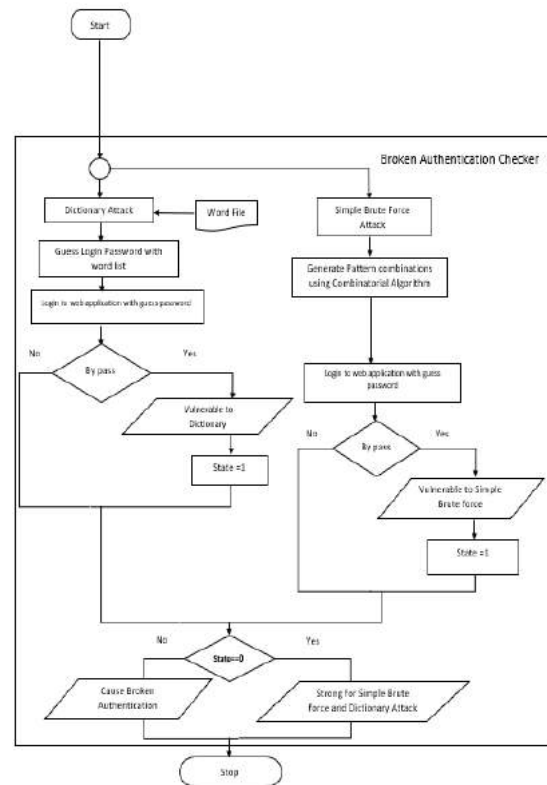 Start
Broken Authentication Checker
Dictionary Attack
Word File
Simple Brute Force
Attack
Guess Login Password with
word list
Generate Pattern combinations
using Combinatorial Algorithm
Login to web application with guess password
No
Yes
By pass
Login to web application with guess
password
Vulnerable to
Dictionary
No
Yes
By pass
State =1
Vulnerable to Simple
Brute force
State =1
No
Yes
State==0
Cause Broken
Authentication
Strong for Simple Brute
Force and Dictionary Attack
Stop